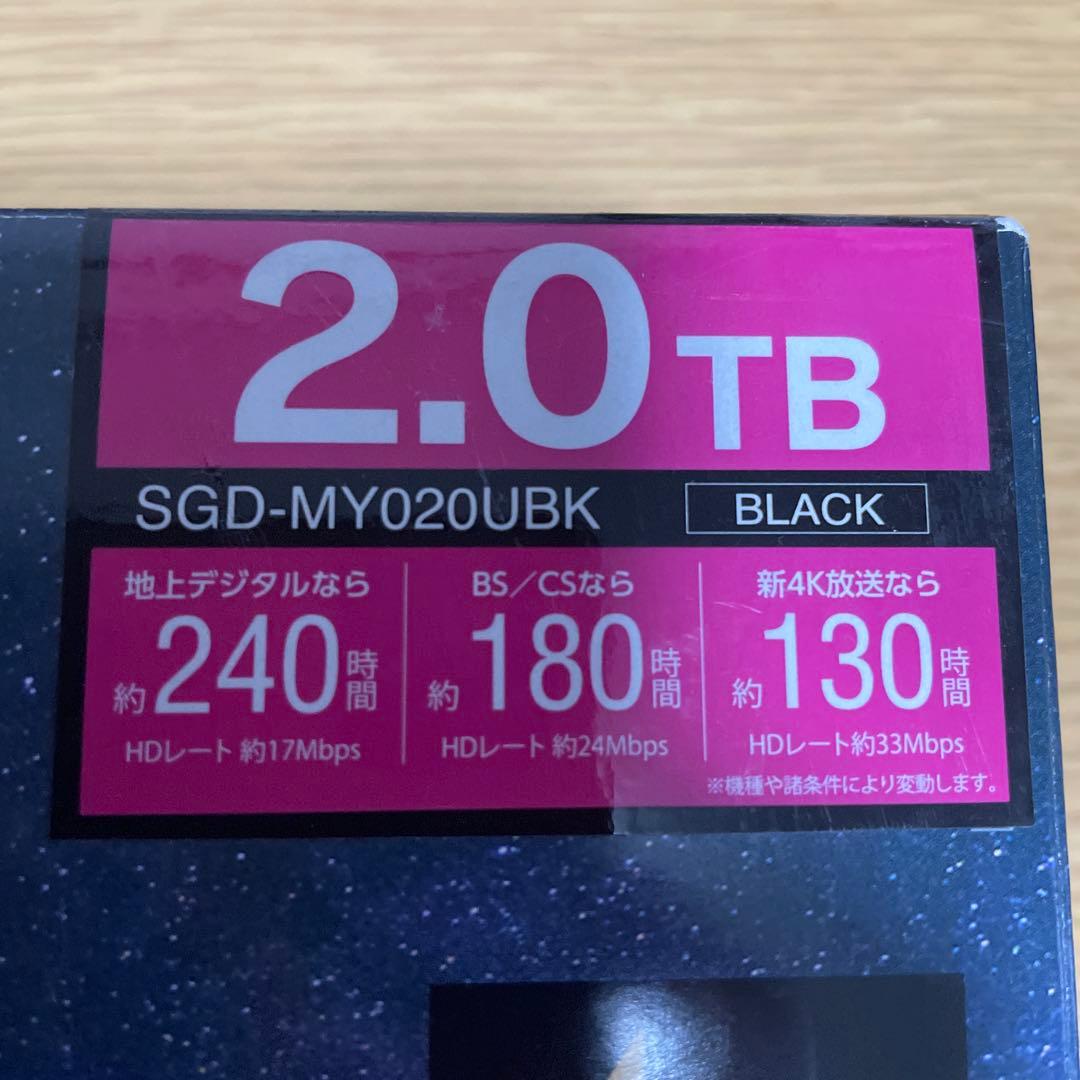 2.0TB
SGD-MY020UBK BLACK
地上デジタルなら
約240時間
HDレート 約17Mbps
BS／CSなら
約180時間
HDレート 約24Mbps
新4K放送なら
約130時間
HDレート約33Mbps
※機種や諸条件により変動します。